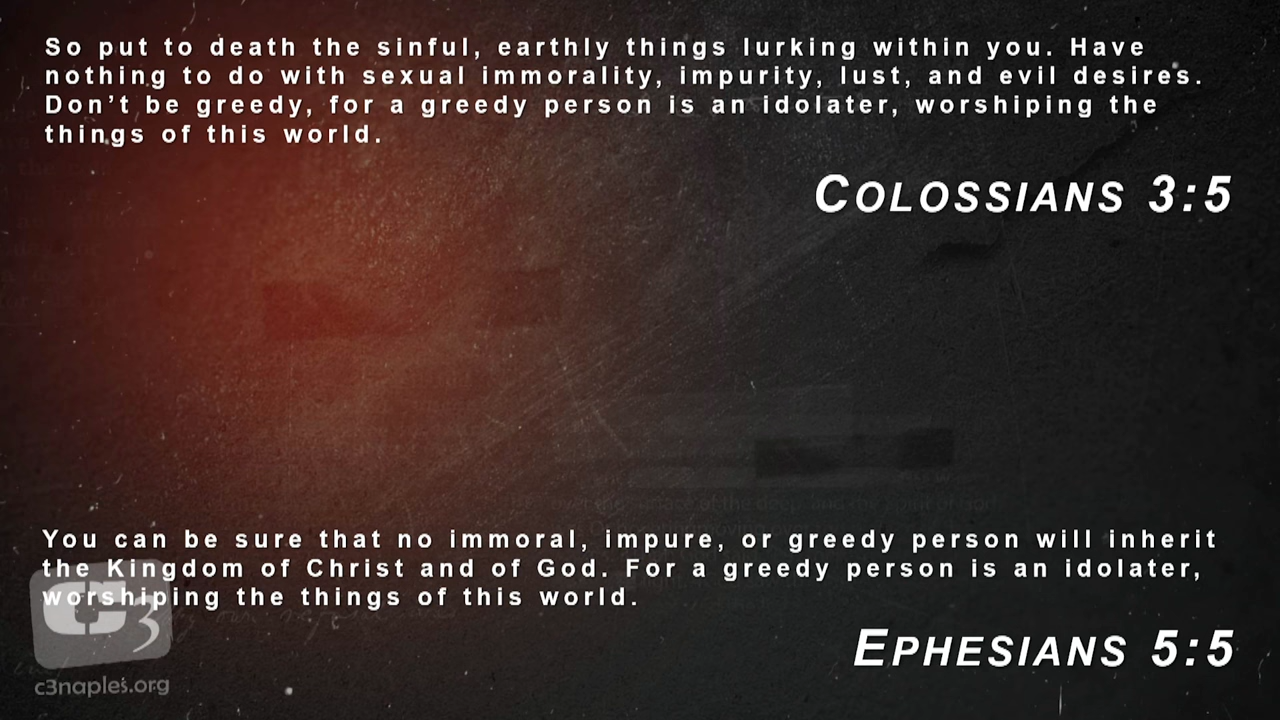 So put to death the sinful, earthly things lurking within you. Have
nothing to do with sexual immorality, impurity, lust, and evil desires.
Don't be greedy, for a greedy person is an idolater, worshiping the
things of this world.
COLOSSIANS 3:5
You can be sure that no immoral, impure, or greedy person will inherit
the Kingdom of Christ and of God. For a greedy person is an idolater,
worshiping the things of this world.
EPHESIANS 5:5
C3
c3naples.org